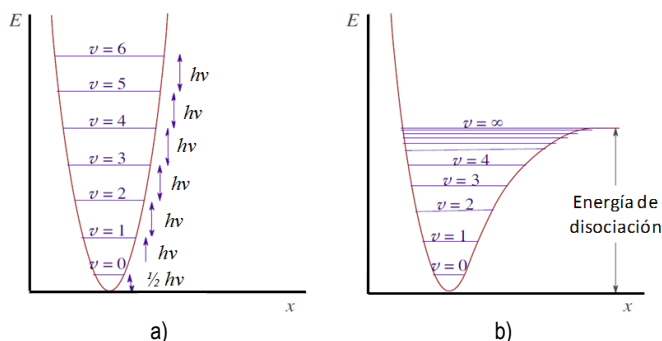 E
v = 6
hv
v = 5
hv
v = 4
hv
v = 3
hv
v = 2
hv
v = 1
v = 0
½ hv
x
a)
E
v = ∞
v = 4
v = 3
v = 2
v = 1
v = 0
Energía de
disociación
x
b)